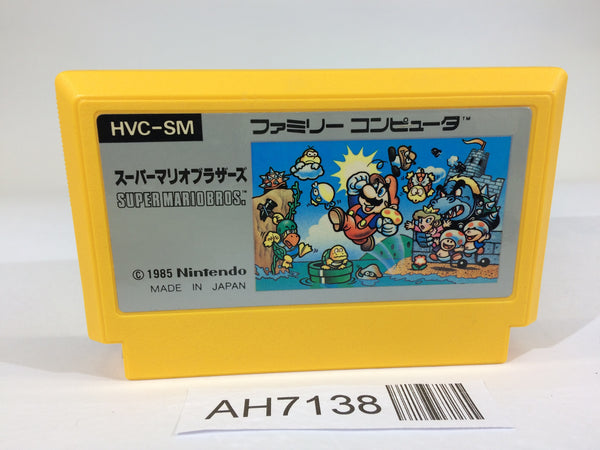 HVC-SM
ファミリー コンピュータ™
スーパーマリオブラザーズ
SUPER MARIO BROS.™
© 1985 Nintendo
MADE IN JAPAN
AH7138